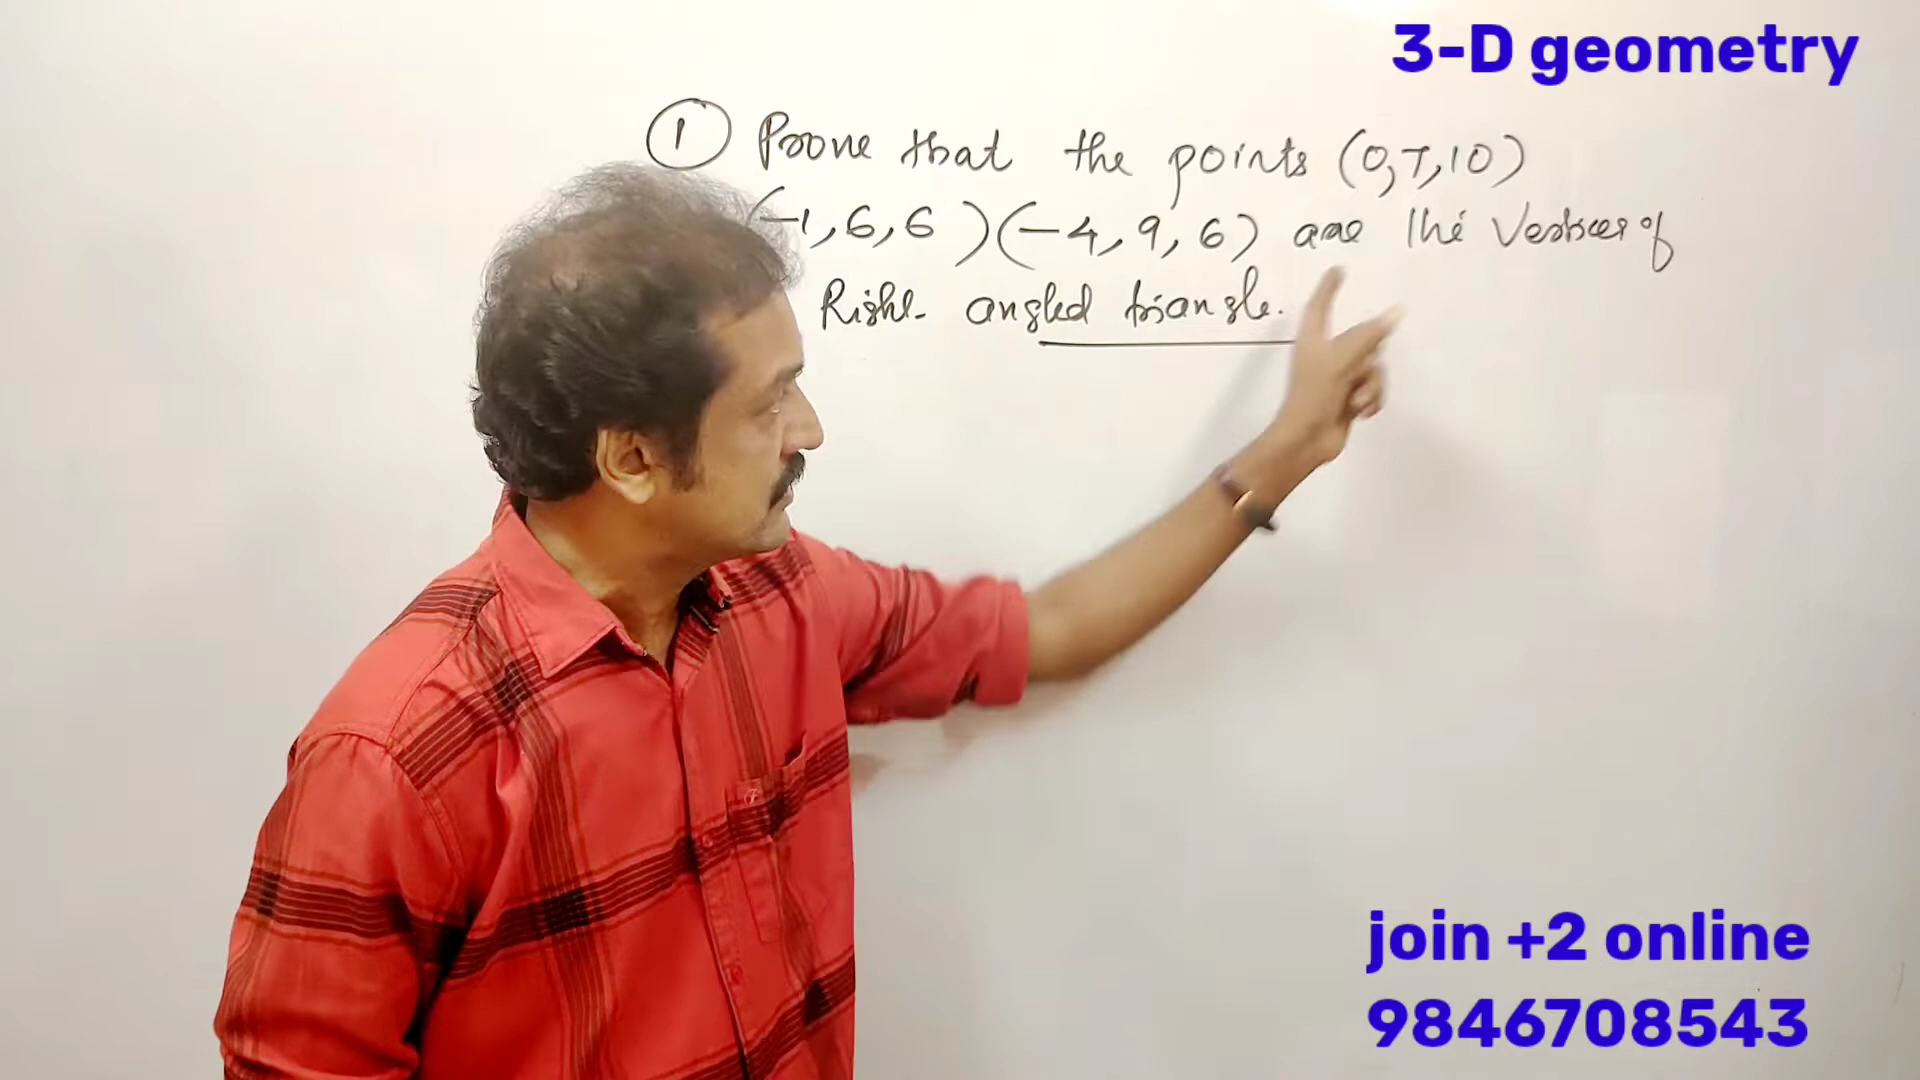 3-D geometry
① Prove that the points (0,7,10)
(-1,6,6)(-4,9,6) are the Vertices of
Right angled triangle.
join +2 online
9846708543